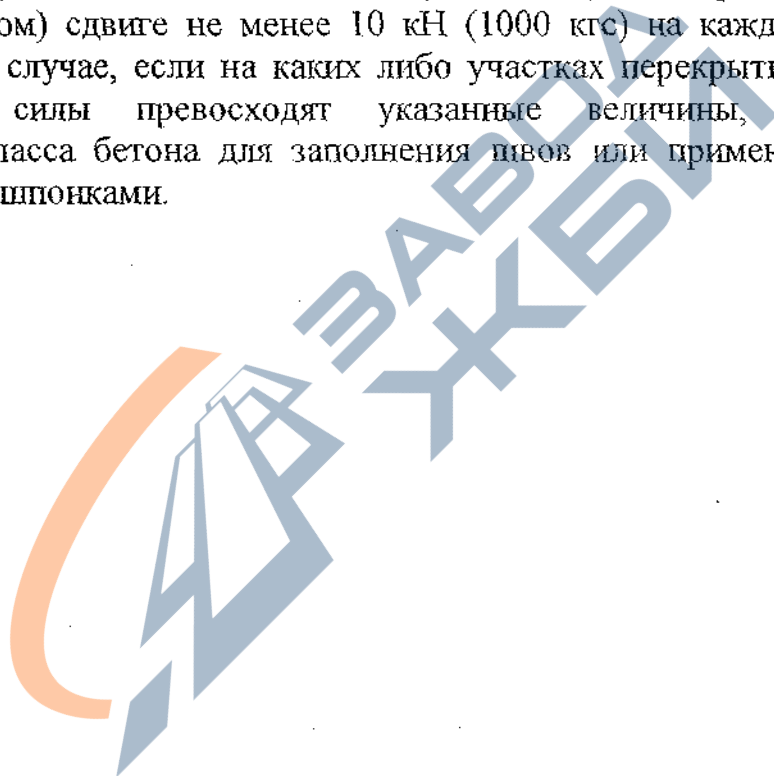 ом) сдвиге не менее 10 кН (1000 кгс) на кажд
случае, если на каких либо участках перекрыти
силы превосходят указанные величины,
ласса бетона для заполнения швов или примен
шпонками.
ЗАВОД
ЖБИ